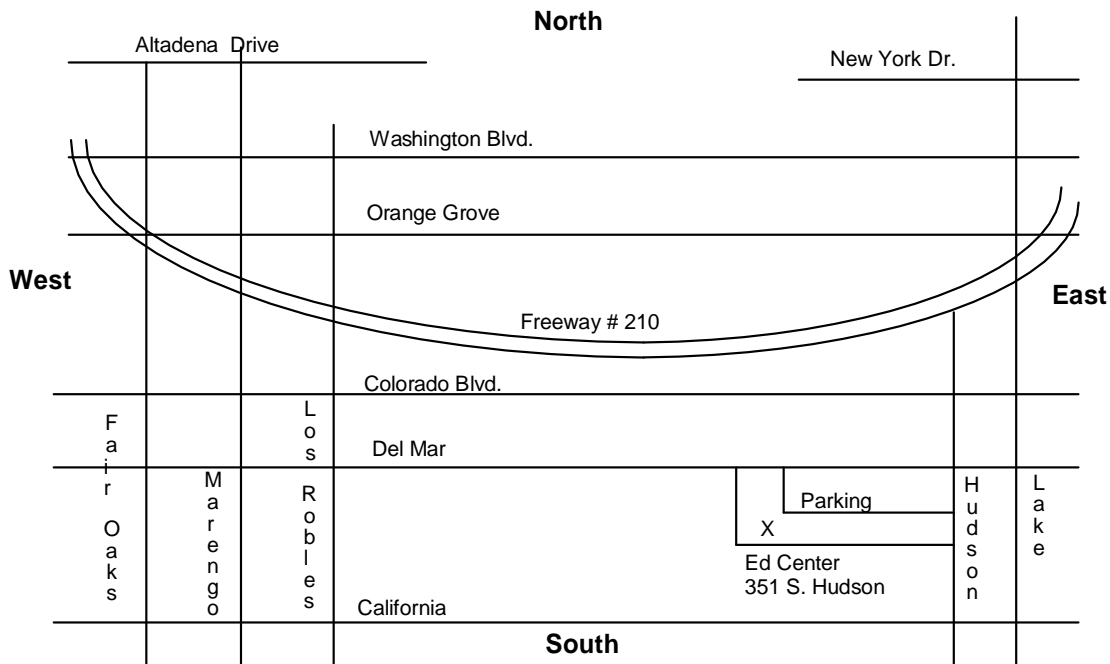 North
Altadena Drive
New York Dr.
Washington Blvd.
Orange Grove
West
East
Freeway # 210
Colorado Blvd.
Fair Oaks
Marengo
Los Robles
Del Mar
Parking
X
Ed Center
351 S. Hudson
Hudson
Lake
California
South